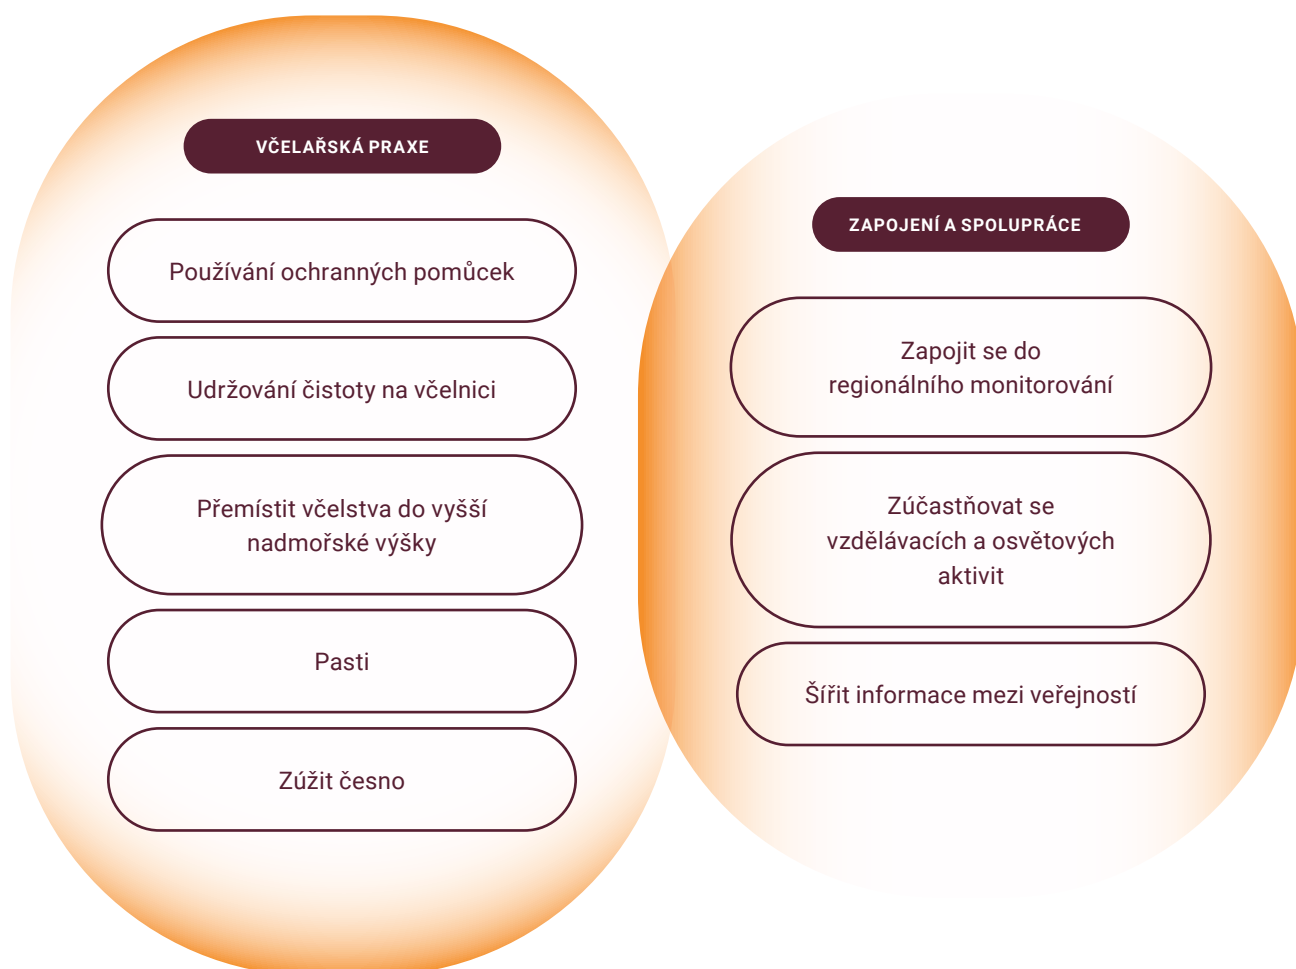 VČELAŘSKÁ PRAXE
Používání ochranných pomůcek
Udržování čistoty na včelnici
Přemístit včelstva do vyšší
nadmořské výšky
Pasti
Zúžit česno
ZAPOJENÍ A SPOLUPRÁCE
Zapojit se do
regionálního monitorování
Zúčastňovat se
vzdělávacích a osvětových
aktivit
Šířit informace mezi veřejností